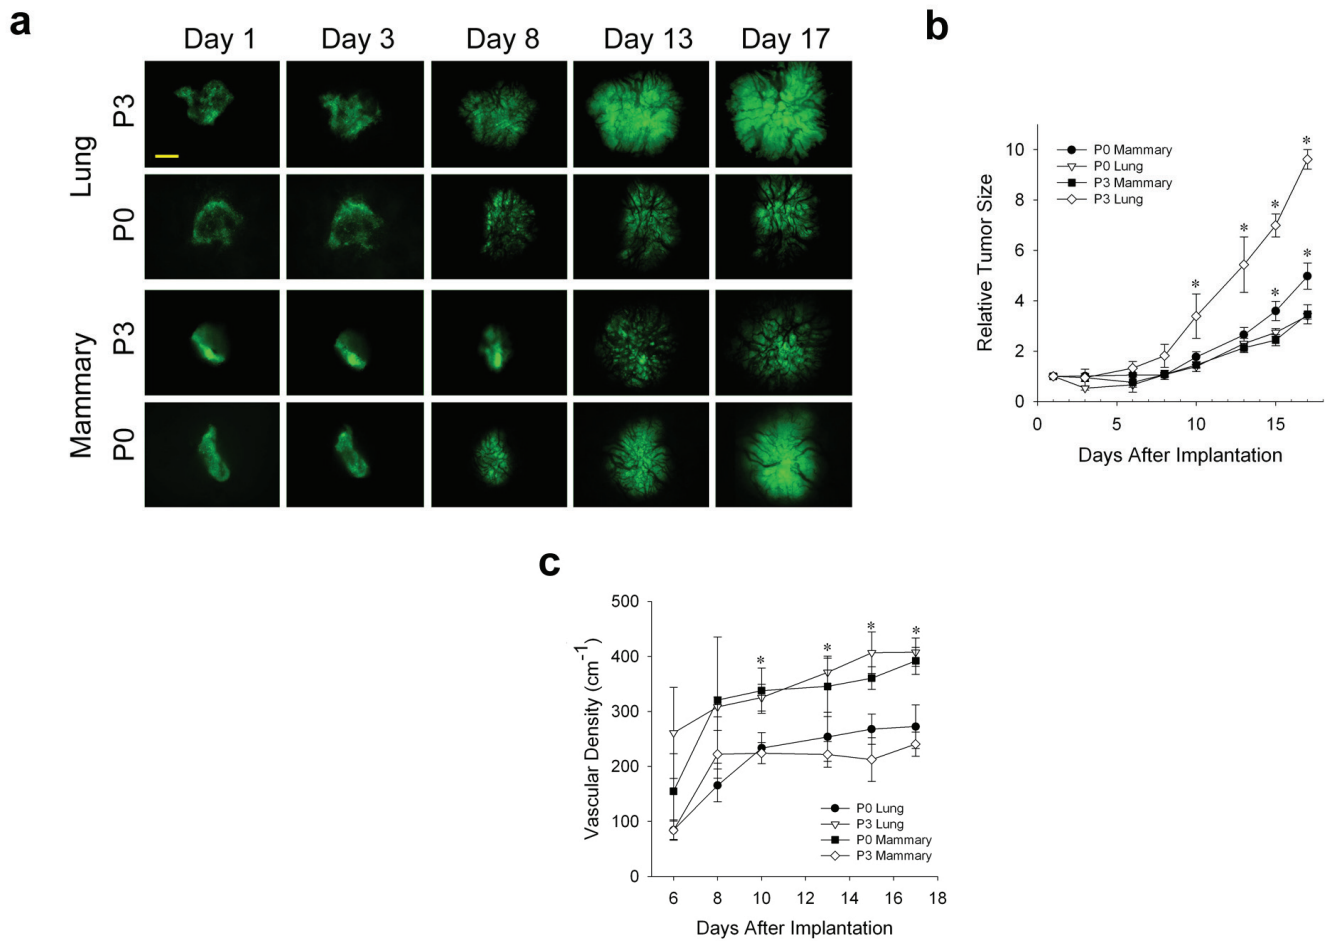 a
Day 1 Day 3 Day 8 Day 13 Day 17
Lung
P3
P0
Mammary
P3
P0
b
Relative Tumor Size
10
8
6
4
2
0
P0 Mammary
P0 Lung
P3 Mammary
P3 Lung
* * * * * *
0 5 10 15
Days After Implantation
c
Vascular Density (cm-1)
500
400
300
200
100
0
* * * *
P0 Lung
P3 Lung
P0 Mammary
P3 Mammary
6 8 10 12 14 16 18
Days After Implantation